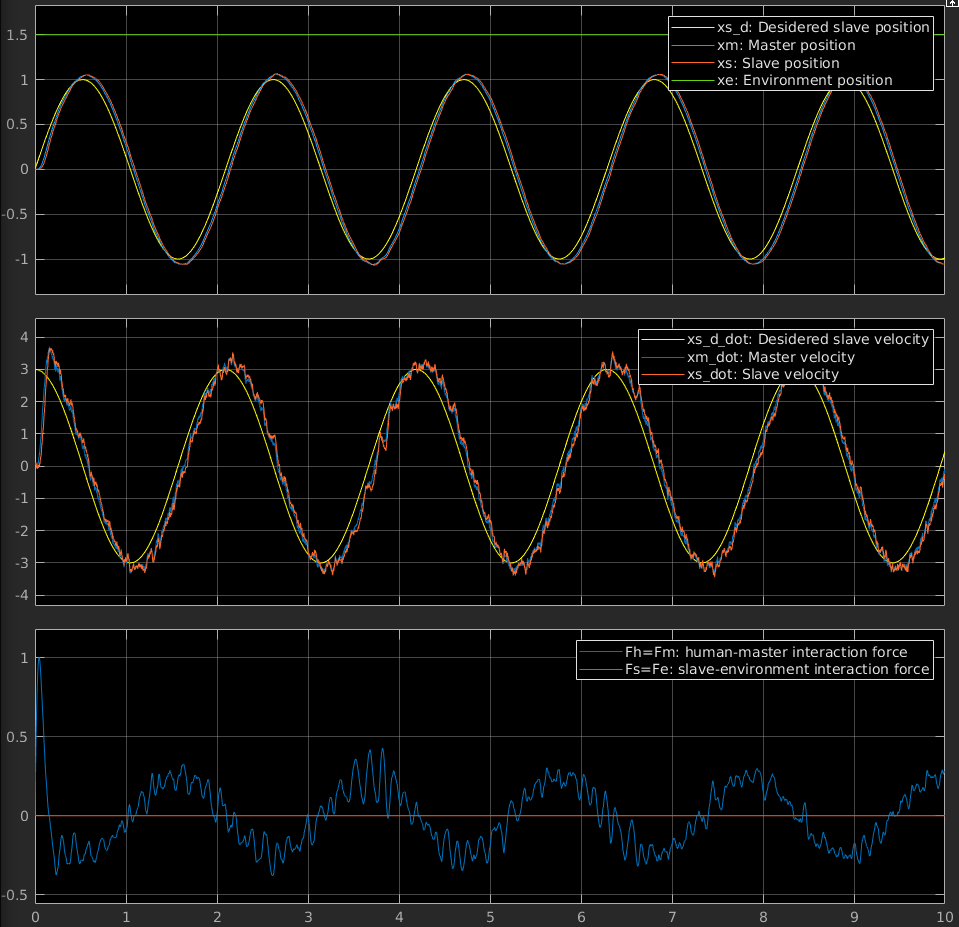 1.5
1
0.5
0
-0.5
-1
xs_d: Desidered slave position
xm: Master position
xs: Slave position
xe: Environment position
4
3
2
1
0
-1
-2
-3
-4
xs_d_dot: Desidered slave velocity
xm_dot: Master velocity
xs_dot: Slave velocity
1
0.5
0
-0.5
Fh=Fm: human-master interaction force
Fs=Fe: slave-environment interaction force
0 1 2 3 4 5 6 7 8 9 10